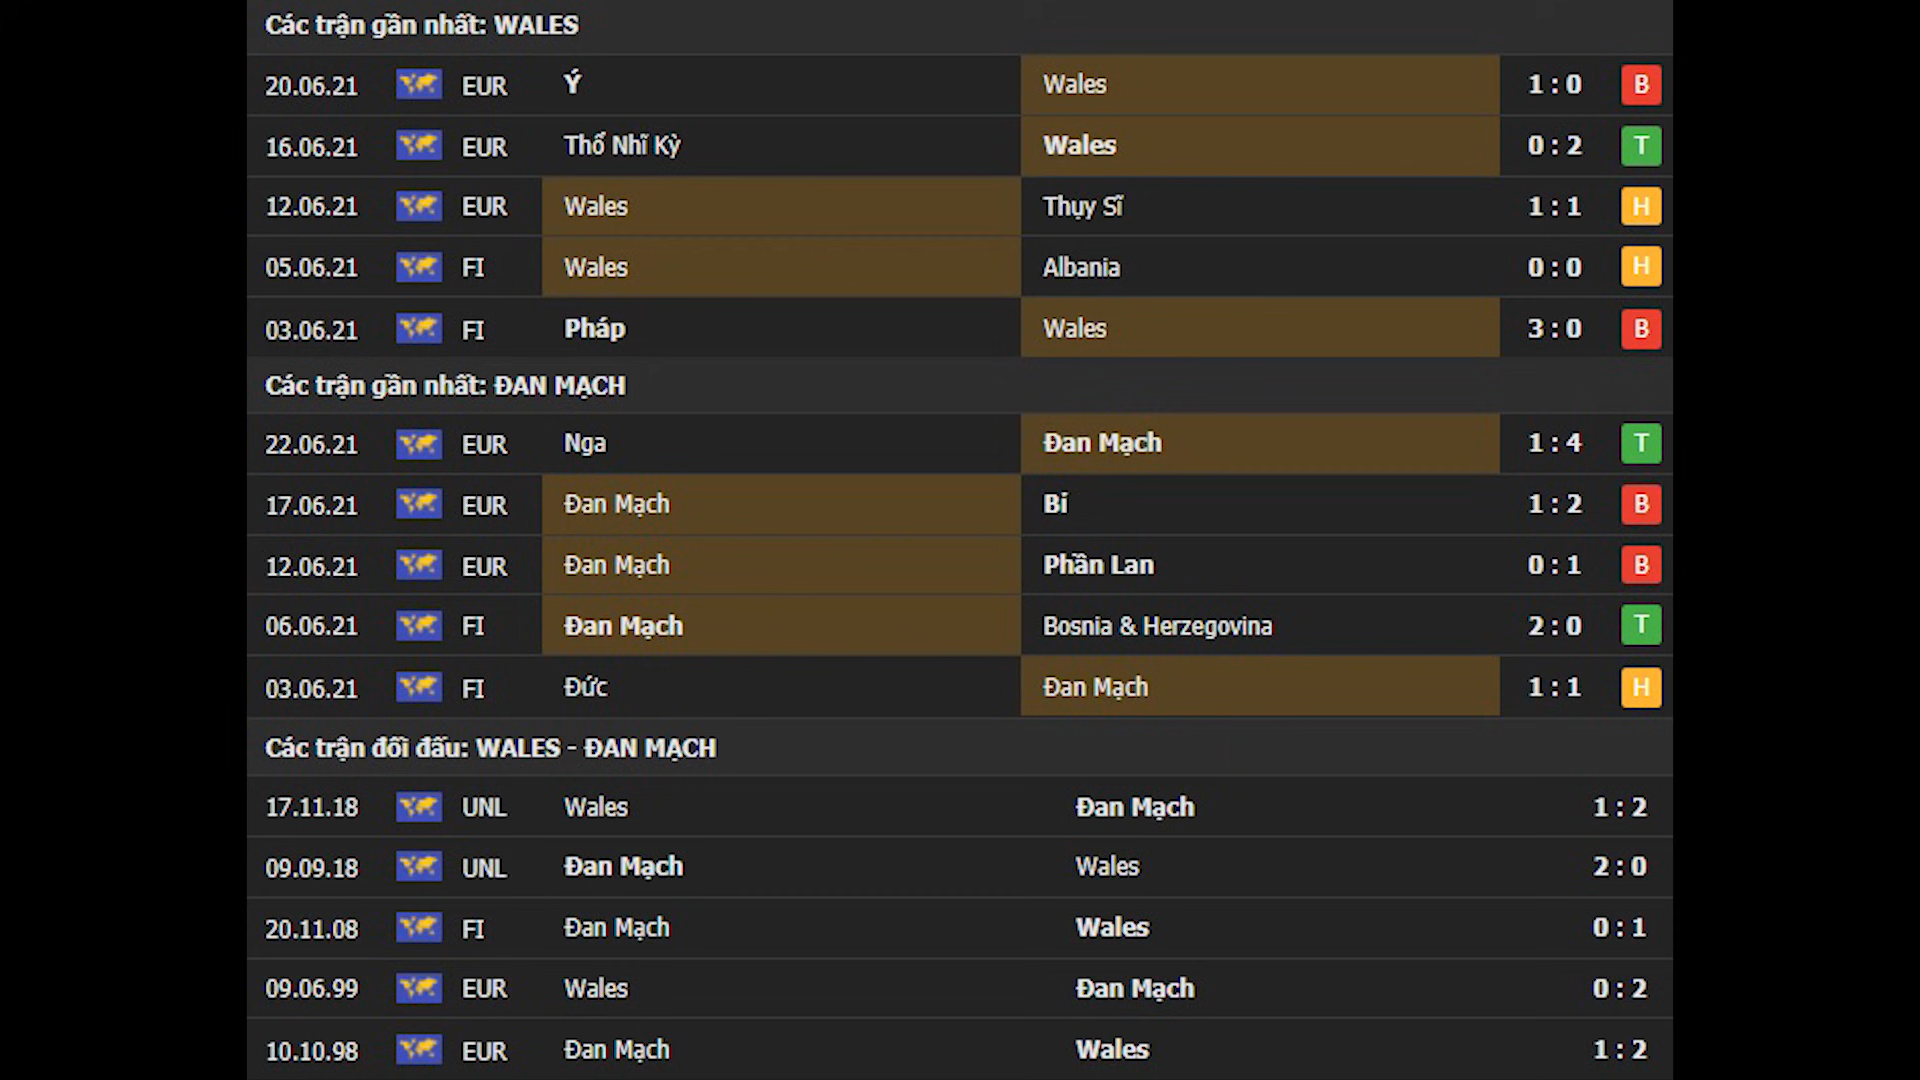 Các trận gần nhất: WALES
20.06.21 EUR Ý Wales 1 : 0 B
16.06.21 EUR Thổ Nhĩ Kỳ Wales 0 : 2 T
12.06.21 EUR Wales Thụy Sĩ 1 : 1 H
05.06.21 FI Wales Albania 0 : 0 H
03.06.21 FI Pháp Wales 3 : 0 B
Các trận gần nhất: ĐAN MẠCH
22.06.21 EUR Nga Đan Mạch 1 : 4 T
17.06.21 EUR Đan Mạch Bỉ 1 : 2 B
12.06.21 EUR Đan Mạch Phần Lan 0 : 1 B
06.06.21 FI Đan Mạch Bosnia & Herzegovina 2 : 0 T
03.06.21 FI Đức Đan Mạch 1 : 1 H
Các trận đối đấu: WALES - ĐAN MẠCH
17.11.18 UNL Wales Đan Mạch 1 : 2
09.09.18 UNL Đan Mạch Wales 2 : 0
20.11.08 FI Đan Mạch Wales 0 : 1
09.06.99 EUR Wales Đan Mạch 0 : 2
10.10.98 EUR Đan Mạch Wales 1 : 2